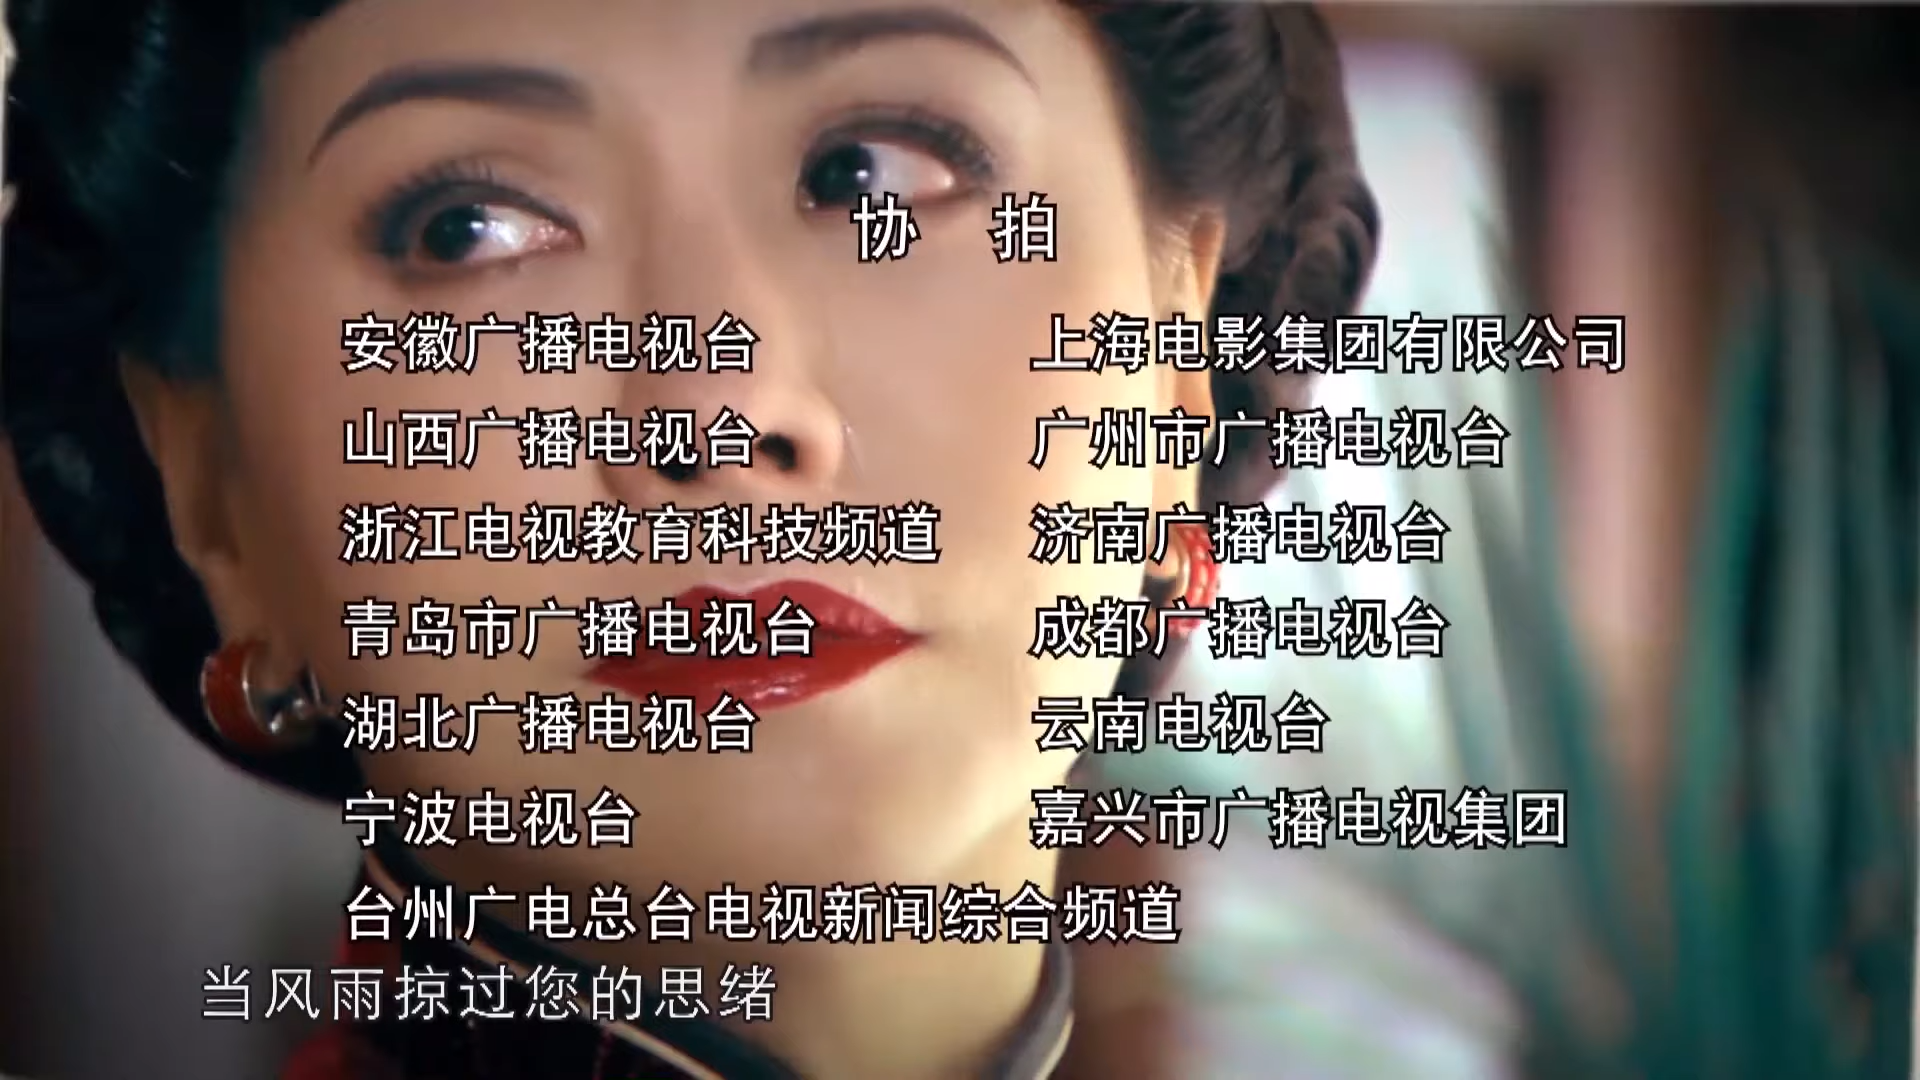 协 拍
安徽广播电视台 上海电影集团有限公司
山西广播电视台 广州市广播电视台
浙江电视教育科技频道 济南广播电视台
青岛市广播电视台 成都广播电视台
湖北广播电视台 云南电视台
宁波电视台 嘉兴市广播电视集团
台州广电总台电视新闻综合频道
当风雨掠过您的思绪